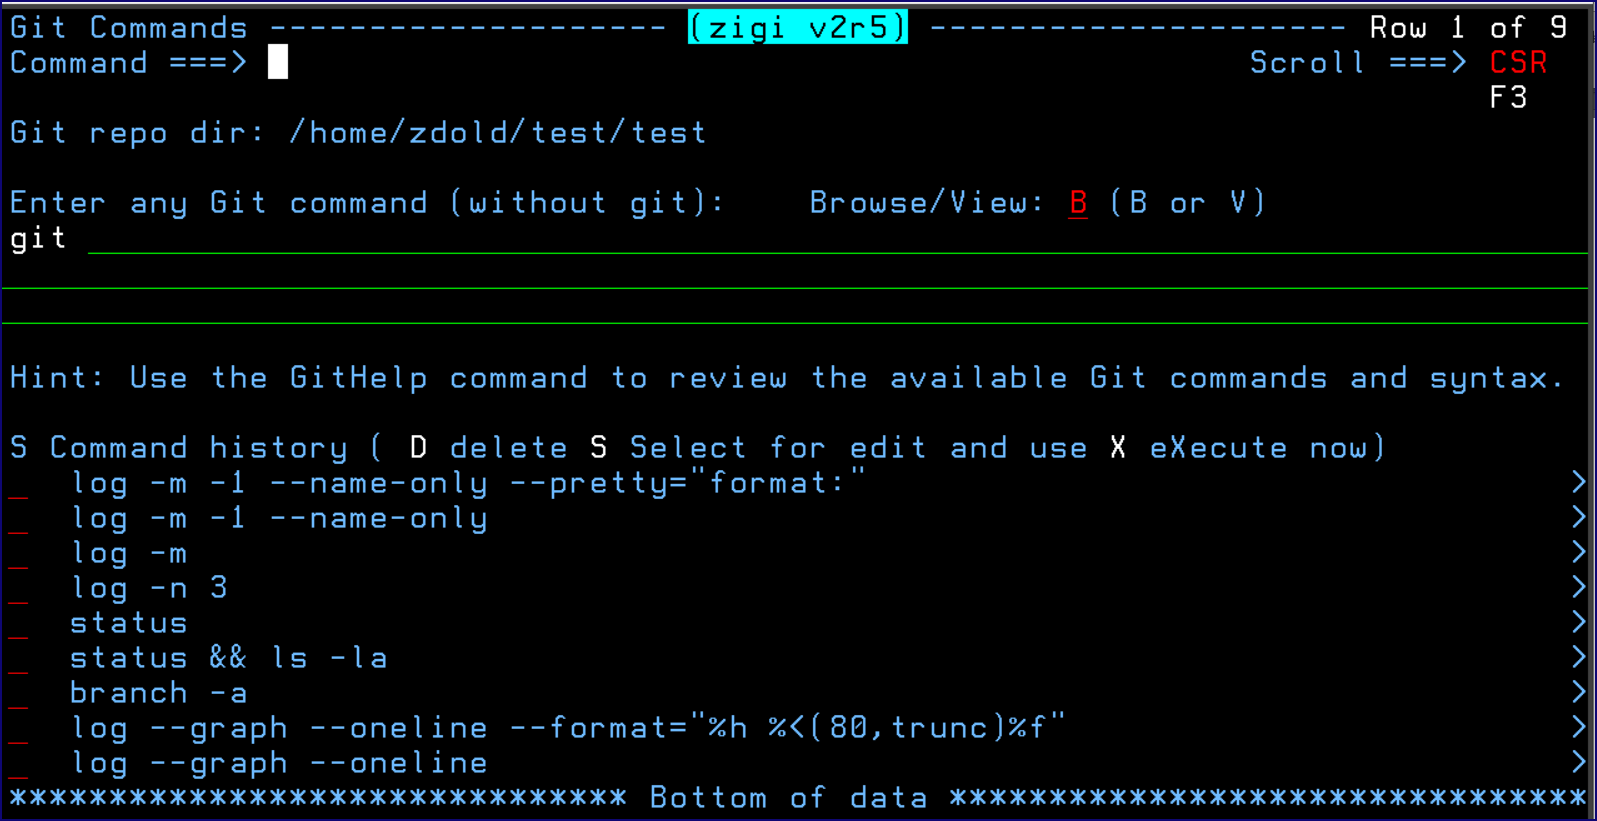 Git Commands -------------------- (zigi v2r5) --------------------- Row 1 of 9
Command ===> Scroll ===> CSR
F3
Git repo dir: /home/zdold/test/test
Enter any Git command (without git): Browse/View: B (B or V)
git
Hint: Use the GitHelp command to review the available Git commands and syntax.
S Command history ( D delete S Select for edit and use X eXecute now)
_ log -m -1 --name-only --pretty="format:" >
_ log -m -1 --name-only >
_ log -m >
_ log -n 3 >
_ status >
_ status && ls -la >
_ branch -a >
_ log --graph --oneline --format="%h %<(80,trunc)%f" >
_ log --graph --oneline >
******************************* Bottom of data ********************************